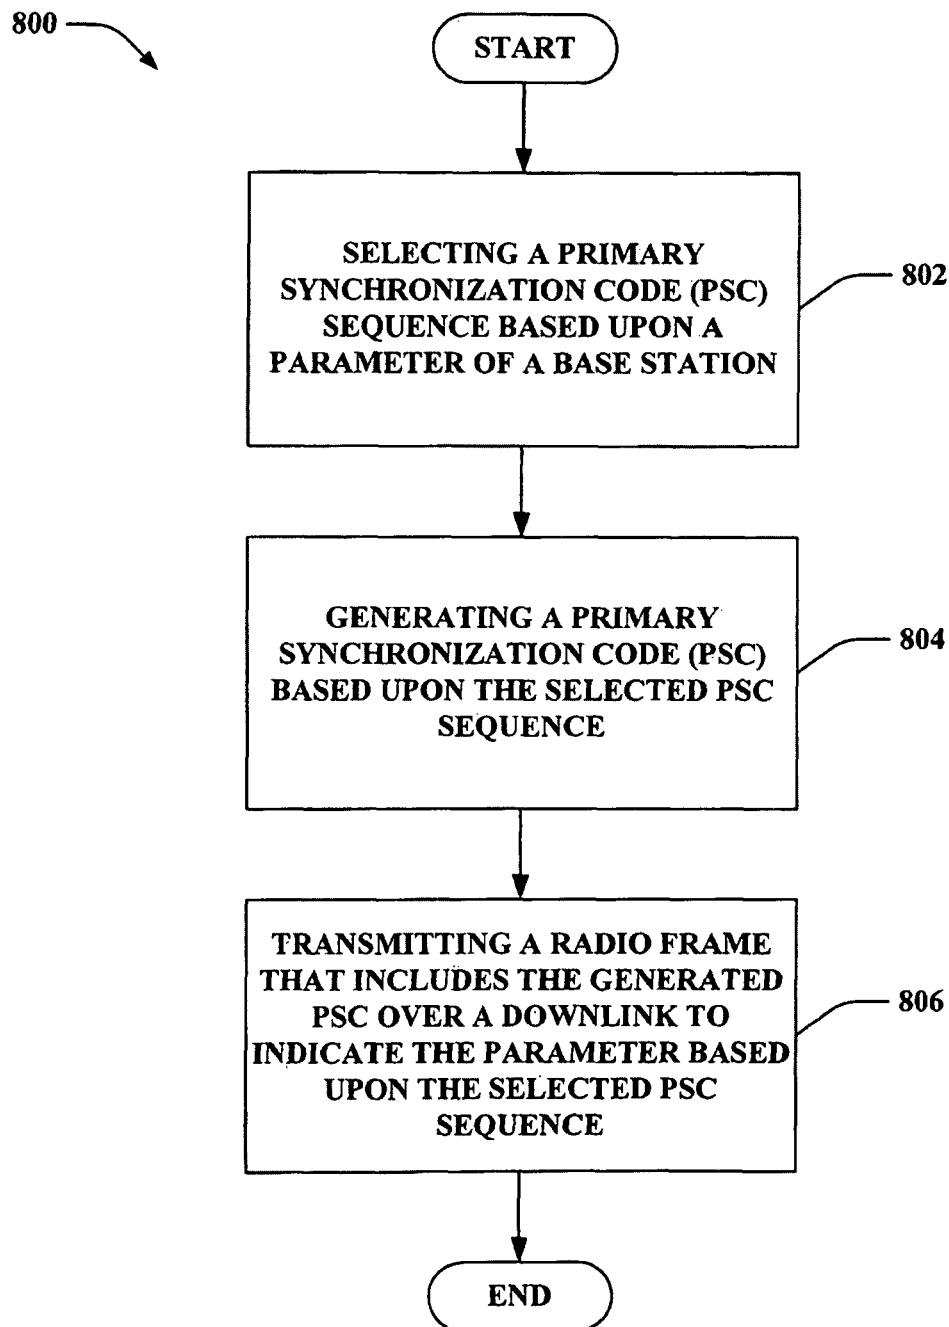 800
START
SELECTING A PRIMARY
SYNCHRONIZATION CODE (PSC)
SEQUENCE BASED UPON A
PARAMETER OF A BASE STATION
802
GENERATING A PRIMARY
SYNCHRONIZATION CODE (PSC)
BASED UPON THE SELECTED PSC
SEQUENCE
804
TRANSMITTING A RADIO FRAME
THAT INCLUDES THE GENERATED
PSC OVER A DOWNLINK TO
INDICATE THE PARAMETER BASED
UPON THE SELECTED PSC
SEQUENCE
806
END